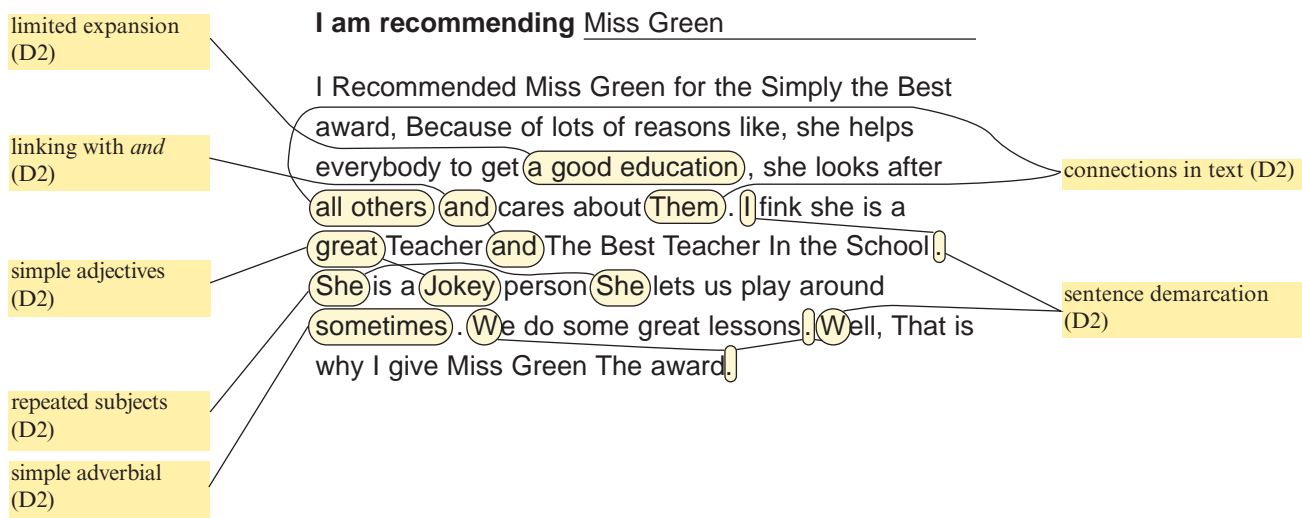 limited expansion
(D2)
linking with and
(D2)
simple adjectives
(D2)
repeated subjects
(D2)
simple adverbial
(D2)
I am recommending Miss Green
I Recommended Miss Green for the Simply the Best
award, Because of lots of reasons like, she helps
everybody to get a good education, she looks after
all others and cares about Them. I fink she is a
great Teacher and The Best Teacher In the School.
She is a Jokey person She lets us play around
sometimes. We do some great lessons. Well, That is
why I give Miss Green The award.
connections in text (D2)
sentence demarcation
(D2)